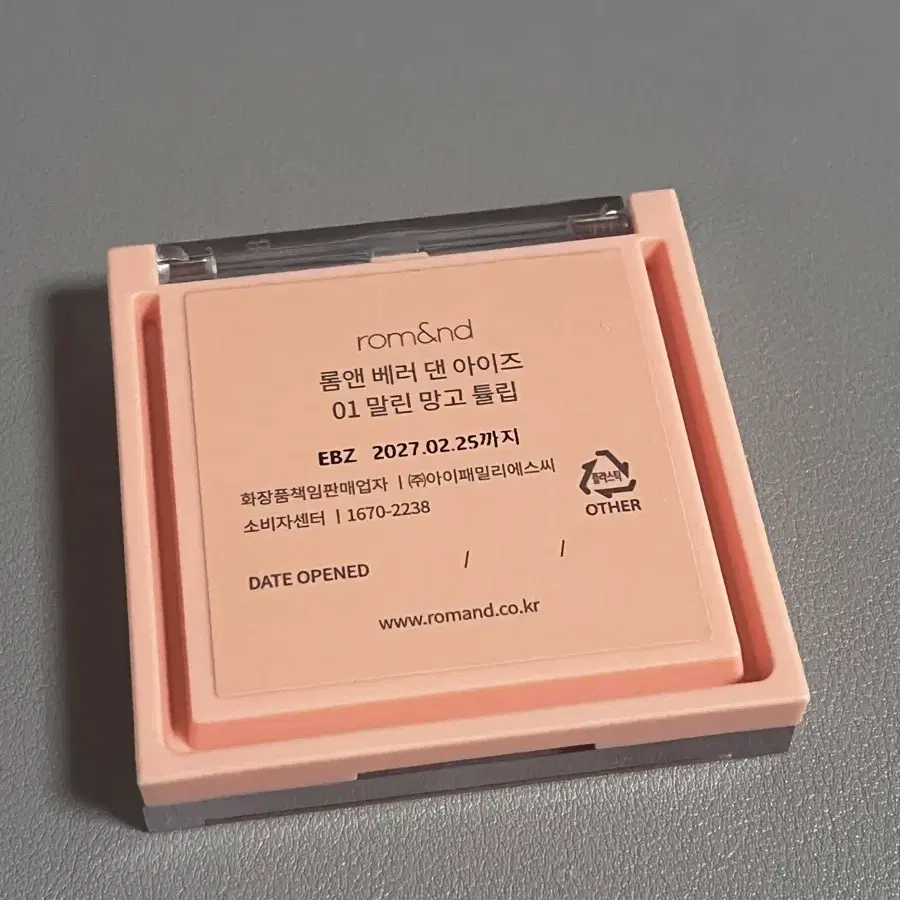 rom&nd
롬앤 베러 댄 아이즈
01 말린 망고 튤립
EBZ 2027.02.25까지
화장품책임판매업자 ㅣ㈜아이패밀리에스씨
소비자센터 ㅣ1670-2238
플라스틱
OTHER
DATE OPENED / /
www.romand.co.kr